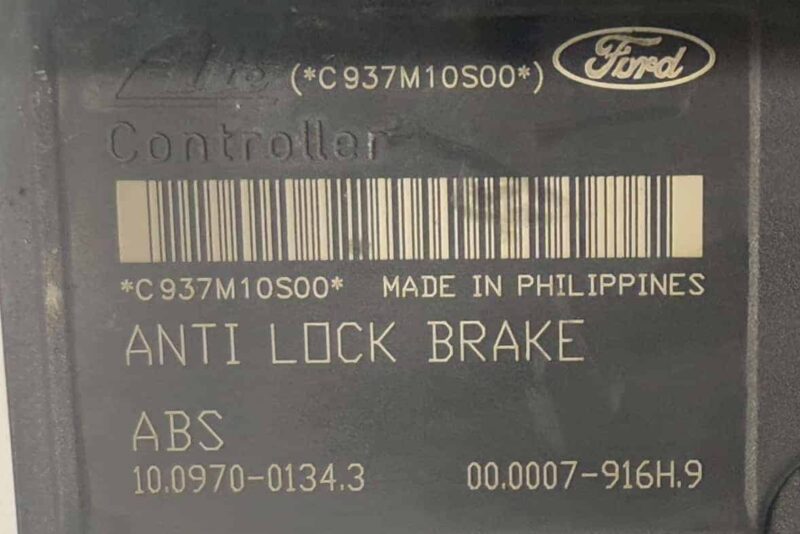 Ate (*C937M10S00*) Ford
Controller
*C937M10S00* MADE IN PHILIPPINES
ANTI LOCK BRAKE
ABS
10.0970-0134.3 00.0007-916H.9